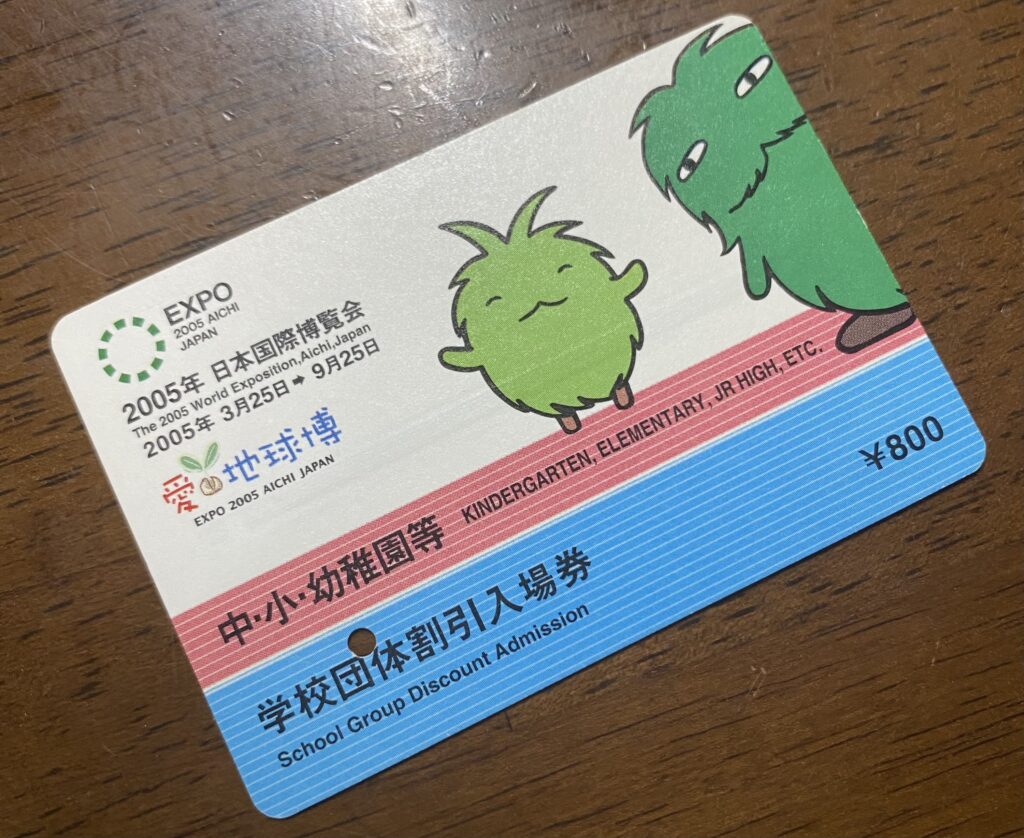 EXPO
2005 AICHI
JAPAN
2005年 日本国際博覧会
The 2005 World Exposition,Aichi,Japan
2005年 3月25日➡9月25日
愛・地球博
EXPO 2005 AICHI JAPAN
中・小・幼稚園等 KINDERGARTEN, ELEMENTARY, JR HIGH, ETC.
学校団体割引入場券
School Group Discount Admission
¥800